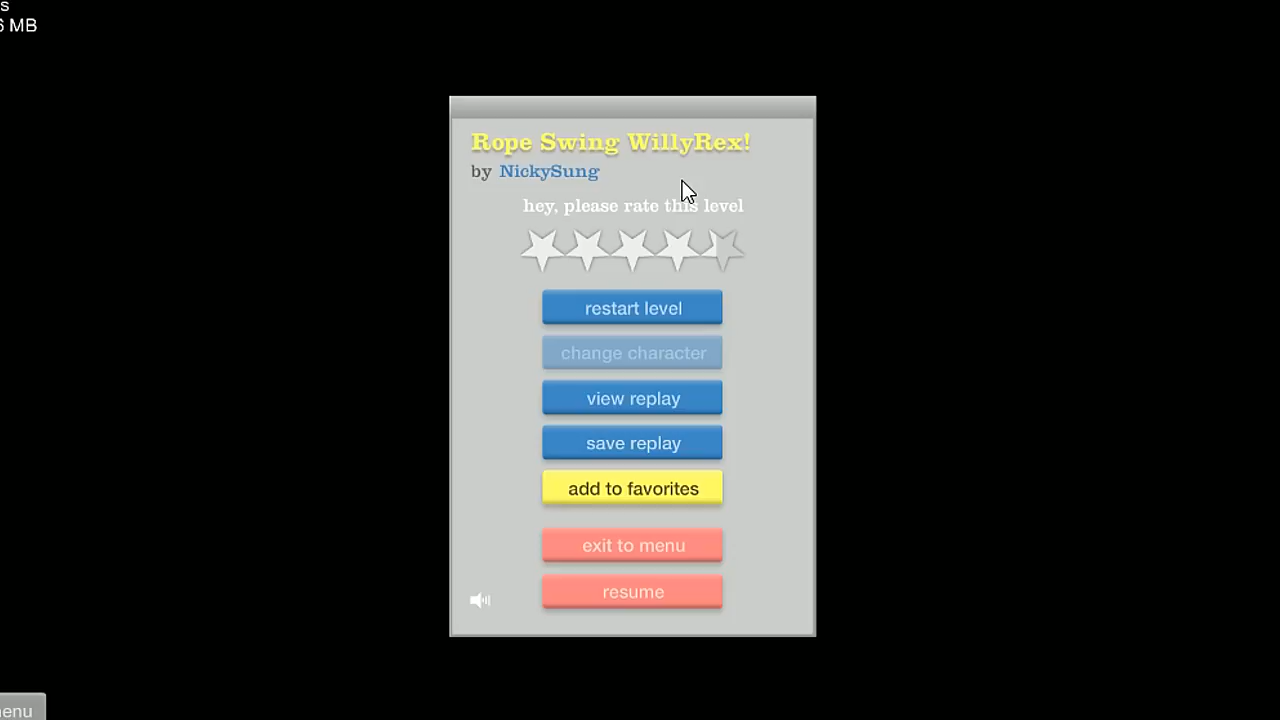 6 MB
Rope Swing WillyRex!
by NickySung
hey, please rate this level
restart level
change character
view replay
save replay
add to favorites
exit to menu
resume